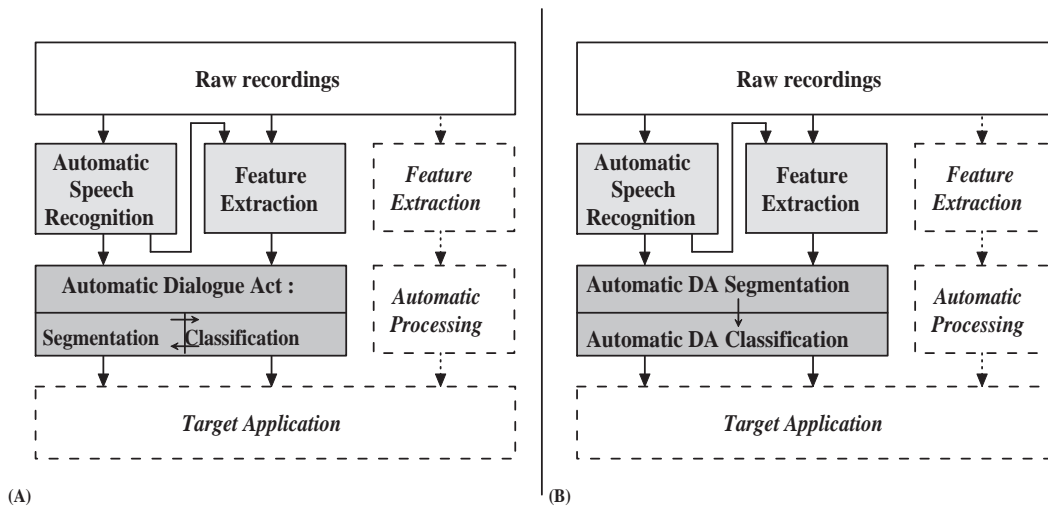 Raw recordings
Automatic
Speech
Recognition
Feature
Extraction
Feature
Extraction
Automatic Dialogue Act :
Segmentation Classification
Automatic
Processing
Target Application
(A)
Raw recordings
Automatic
Speech
Recognition
Feature
Extraction
Feature
Extraction
Automatic DA Segmentation
Automatic DA Classification
Automatic
Processing
Target Application
(B)